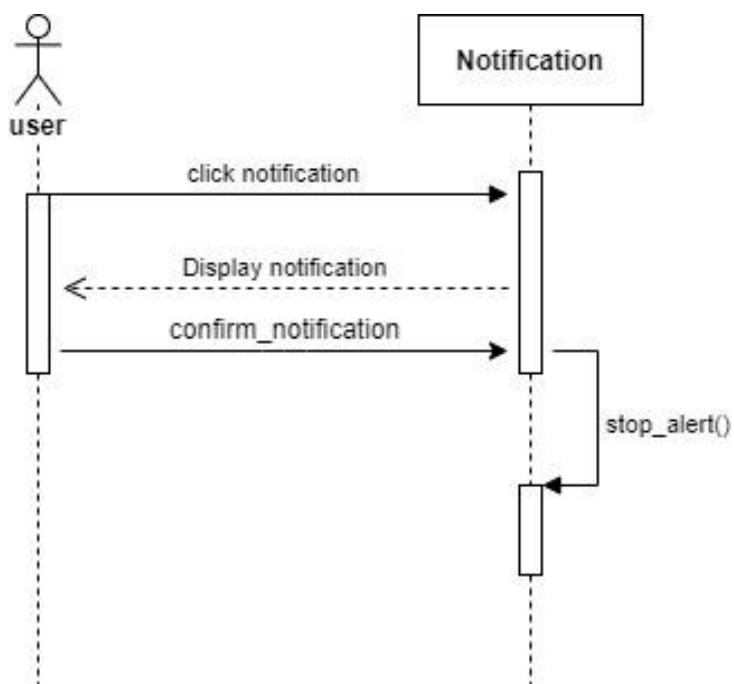 Notification
user
click notification
Display notification
confirm_notification
stop_alert()